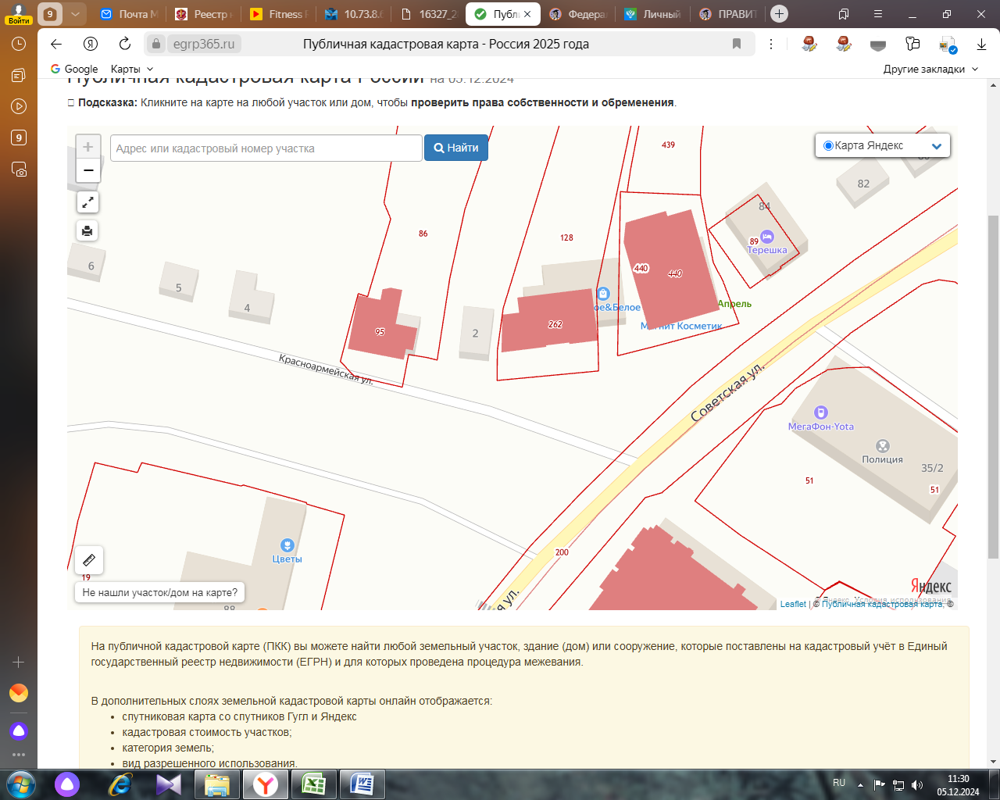 Войти
9
Почта М
Реестр н
Fitness F
10.73.8.6
16327_2
Публ
Федера
Личный
ПРАВИТ
egrp365.ru
Публичная кадастровая карта - Россия 2025 года
Google
Карты
Другие закладки
9
Публичная кадастровая карта России на 05.12.2024
Подсказка: Кликните на карте на любой участок или дом, чтобы проверить права собственности и обременения.
+
−
Адрес или кадастровый номер участка
Найти
Карта Яндекс
439
82
84
86
128
89
Терешка
6
5
4
440
440
ое&Белое
Апрель
Магнит Косметик
95
2
262
Красноармейская ул.
Советская ул.
МегаФон-Yota
Полиция
35/2
51
51
200
Цветы
19
88
я ул.
Не нашли участок/дом на карте?
Яндекс
Условия использования
Leaflet | © Публичная кадастровая карта, ©
На публичной кадастровой карте (ПКК) вы можете найти любой земельный участок, здание (дом) или сооружение, которые поставлены на кадастровый учёт в Единый
государственный реестр недвижимости (ЕГРН) и для которых проведена процедура межевания.
В дополнительных слоях земельной кадастровой карты онлайн отображается:
• спутниковая карта со спутников Гугл и Яндекс
• кадастровая стоимость участков;
• категория земель;
• вид разрешенного использования.
RU
11:30
05.12.2024